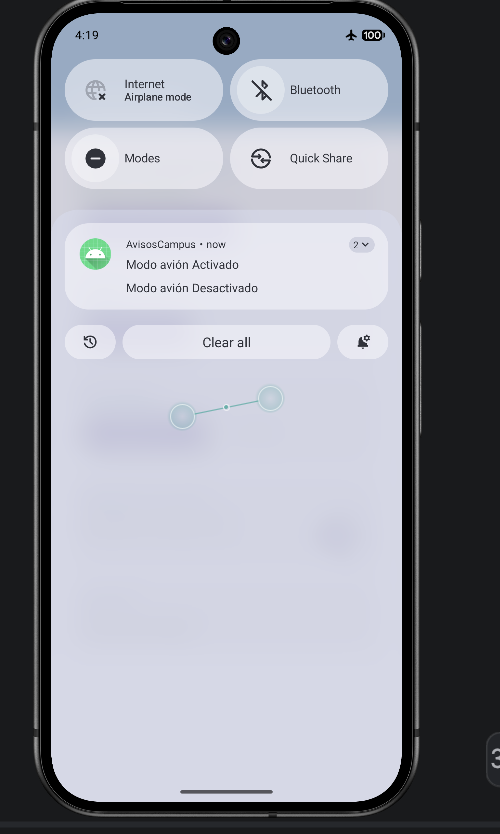 4:19
100
Internet
Airplane mode
Bluetooth
Modes
Quick Share
AvisosCampus • now
2
Modo avión Activado
Modo avión Desactivado
Clear all
3